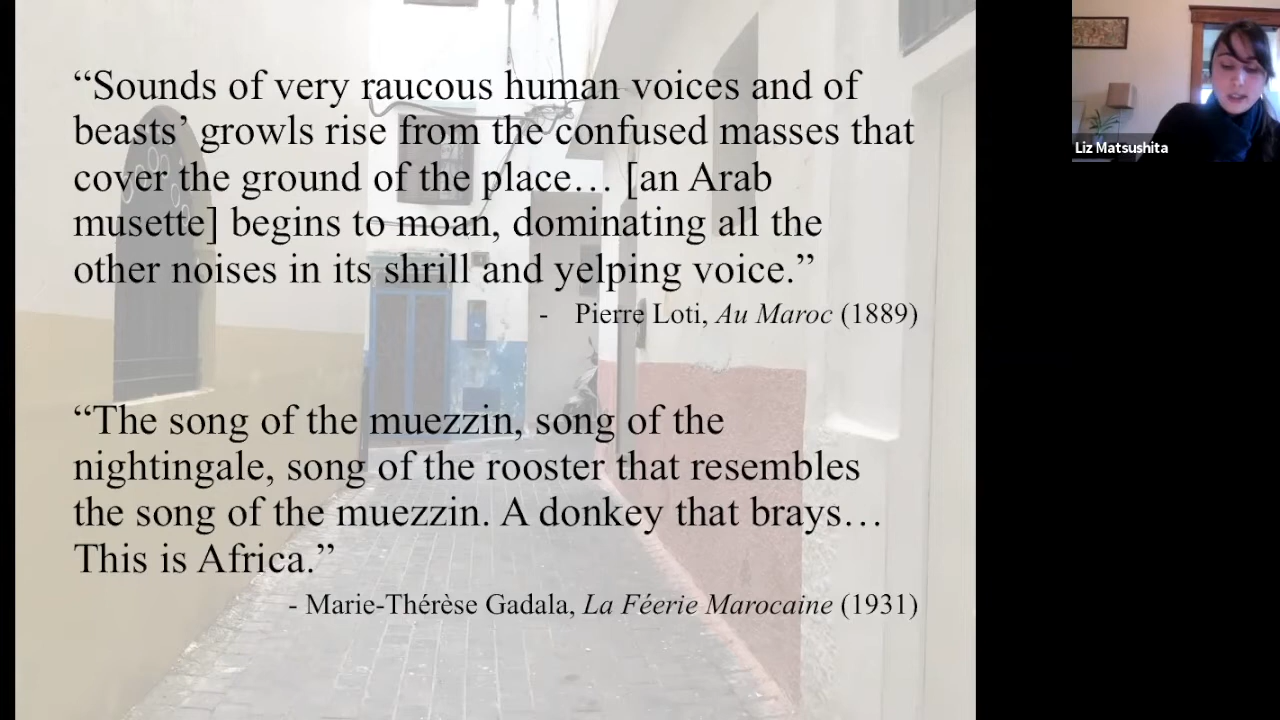 “Sounds of very raucous human voices and of
beasts’ growls rise from the confused masses that
cover the ground of the place… [an Arab
musette] begins to moan, dominating all the
other noises in its shrill and yelping voice.”
- Pierre Loti, Au Maroc (1889)
“The song of the muezzin, song of the
nightingale, song of the rooster that resembles
the song of the muezzin. A donkey that brays…
This is Africa.”
- Marie-Thérèse Gadala, La Féerie Marocaine (1931)
Liz Matsushita